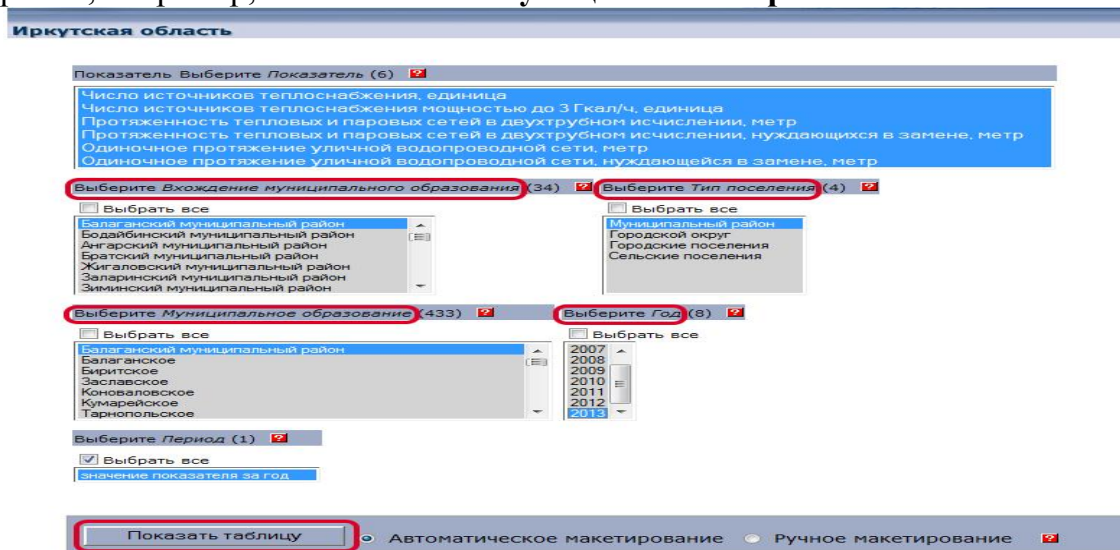 Иркутская область
Показатель Выберите Показатель (6)
Число источников теплоснабжения, единица
Число источников теплоснабжения мощностью до 3 Гкал/ч, единица
Протяженность тепловых и паровых сетей в двухтрубном исчислении, метр
Протяженность тепловых и паровых сетей в двухтрубном исчислении, нуждающихся в замене, метр
Одиночное протяжение уличной водопроводной сети, метр
Одиночное протяжение уличной водопроводной сети, нуждающейся в замене, метр
Выберите Вхождение муниципального образования (34)
Выбрать все
Балаганский муниципальный район
Бодайбинский муниципальный район
Ангарский муниципальный район
Братский муниципальный район
Жигаловский муниципальный район
Заларинский муниципальный район
Зиминский муниципальный район
Выберите Тип поселения (4)
Выбрать все
Муниципальный район
Городской округ
Городские поселения
Сельские поселения
Выберите Муниципальное образование (433)
Выбрать все
Балаганский муниципальный район
Балаганское
Биритское
Заславское
Коноваловское
Кумарейское
Тарнопольское
Выберите Год (8)
Выбрать все
2007
2008
2009
2010
2011
2012
2013
Выберите Период (1)
Выбрать все
значение показателя за год
Показать таблицу
Автоматическое макетирование
Ручное макетирование